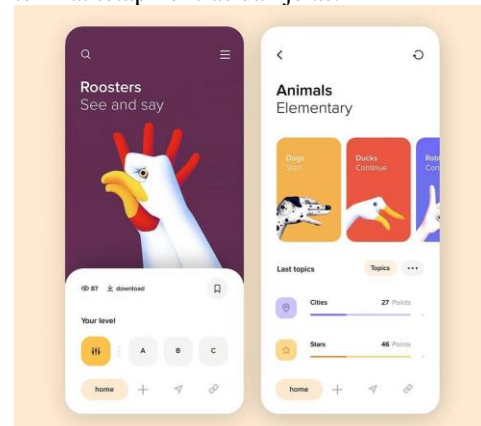 Roosters
See and say
87 download
Your level
A B C
home
Animals
Elementary
Dogs
Start
Ducks
Continue
Last topics
Topics
Cities 27 Points
Stars 46 Points
home